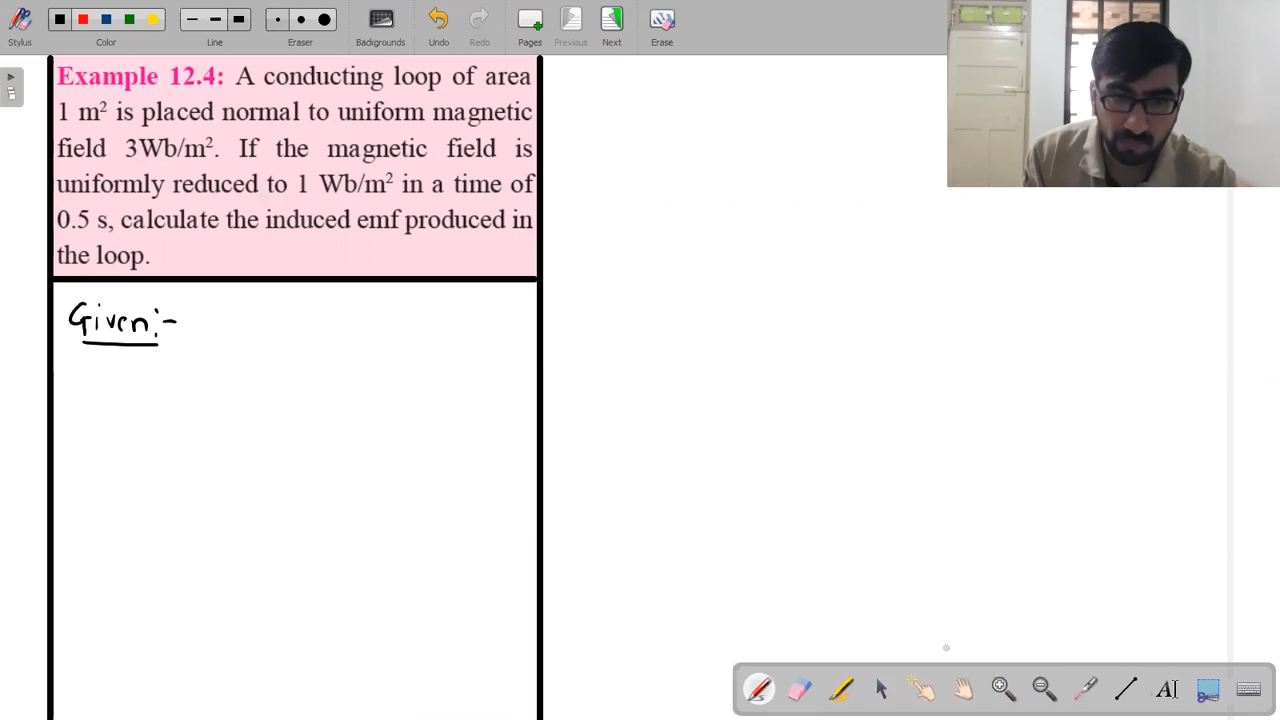 Stylus
Color
Line
Eraser
Backgrounds
Undo
Redo
Pages
Previous
Next
Erase
Example 12.4: A conducting loop of area
1 m² is placed normal to uniform magnetic
field 3Wb/m². If the magnetic field is
uniformly reduced to 1 Wb/m² in a time of
0.5 s, calculate the induced emf produced in
the loop.
Given:-
A